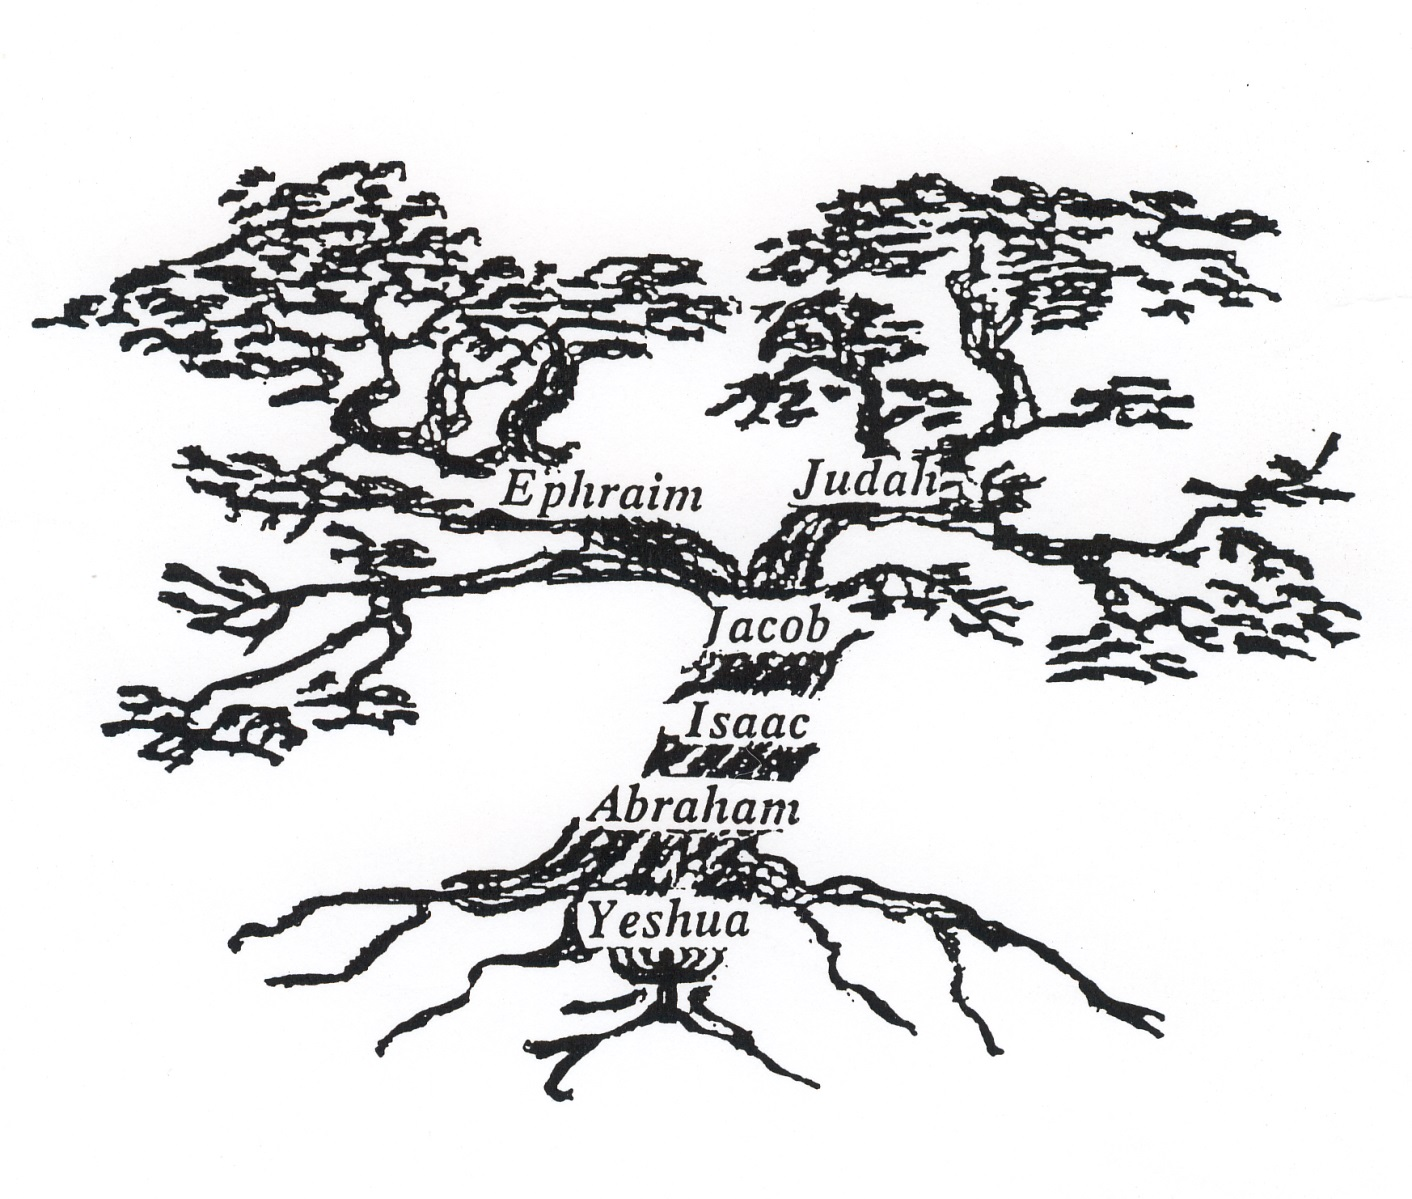 Ephraim Judah
Jacob
Isaac
Abraham
Yeshua